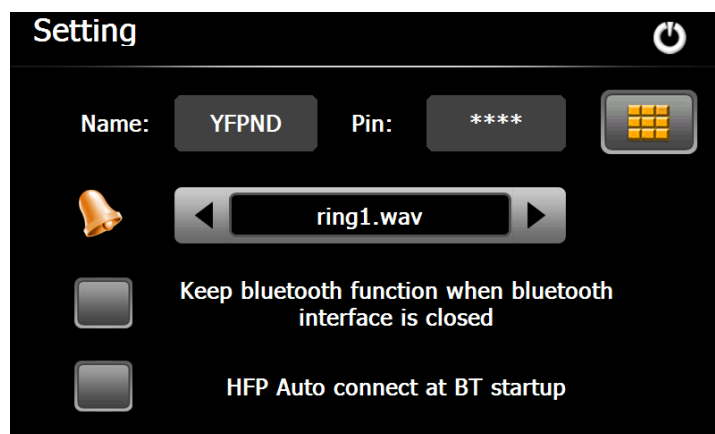 Setting
Name: YFPND Pin: ****
ring1.wav
Keep bluetooth function when bluetooth
interface is closed
HFP Auto connect at BT startup